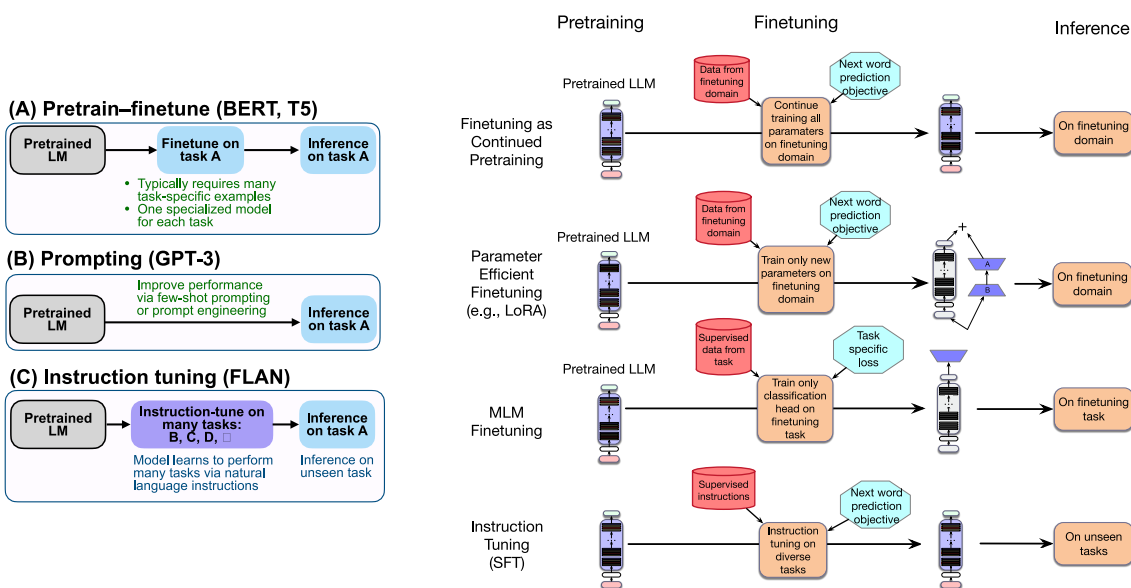 (A) Pretrain–finetune (BERT, T5)
Pretrained
LM
Finetune on
task A
Inference
on task A
• Typically requires many
task-specific examples
• One specialized model
for each task
(B) Prompting (GPT-3)
Improve performance
via few-shot prompting
or prompt engineering
Pretrained
LM
Inference
on task A
(C) Instruction tuning (FLAN)
Pretrained
LM
Instruction-tune on
many tasks:
B, C, D, □
Inference
on task A
Model learns to perform
many tasks via natural
language instructions
Inference on
unseen task
Pretraining
Finetuning
Inference
Finetuning as
Continued
Pretraining
Pretrained LLM
Data from
finetuning
domain
Next word
prediction
objective
Continue
training all
paramaters
on finetuning
domain
On finetuning
domain
Parameter
Efficient
Finetuning
(e.g., LoRA)
Pretrained LLM
Data from
finetuning
domain
Next word
prediction
objective
Train only new
parameters on
finetuning
domain
+
A
B
On finetuning
domain
MLM
Finetuning
Pretrained LLM
Supervised
data from
task
Task
specific
loss
Train only
classification
head on
finetuning
task
On finetuning
task
Instruction
Tuning
(SFT)
Supervised
instructions
Next word
prediction
objective
Instruction
tuning on
diverse
tasks
On unseen
tasks